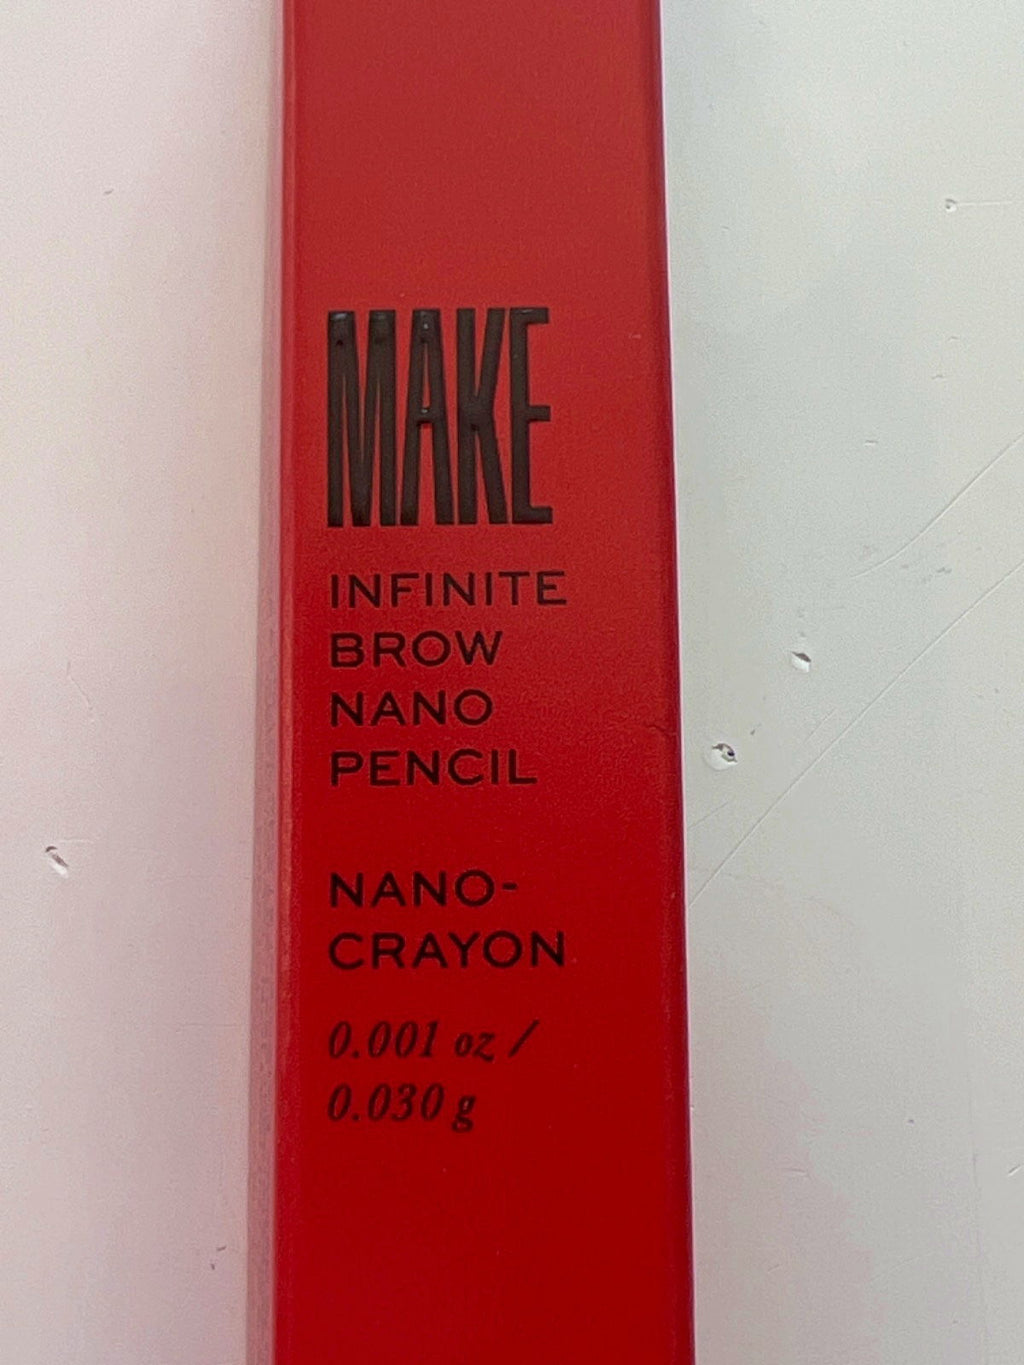 MAKE
INFINITE
BROW
NANO
PENCIL
NANO-
CRAYON
0.001 oz /
0.030 g